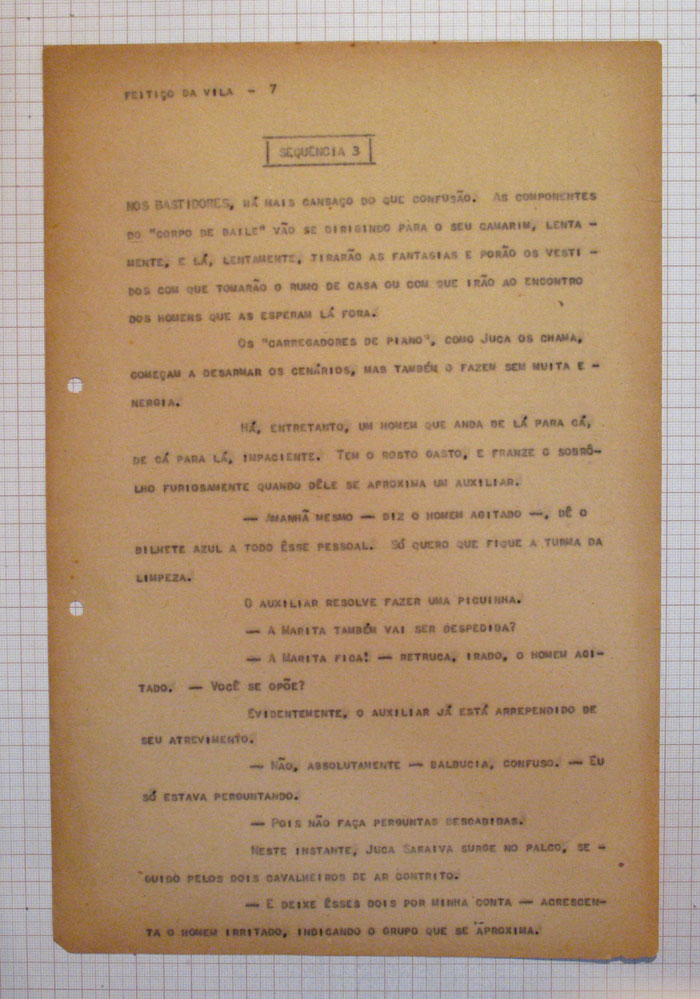 FEITIÇO DA VILA - 7
SEQUÊNCIA 3
NOS BASTIDORES, HÁ MAIS CANSAÇO DO QUE CONFUSÃO. AS COMPONENTES
DO "CORPO DE BAILE" VÃO SE DIRIGINDO PARA O SEU CAMARIM, LENTA -
MENTE, E LÁ, LENTAMENTE, TIRARÃO AS FANTASIAS E PORÃO OS VESTI -
DOS COM QUE TOMARÃO O RUMO DE CASA OU COM QUE IRÃO AO ENCONTRO
DOS HOMENS QUE AS ESPERAM LÁ FORA.
OS "CARREGADORES DE PIANO", COMO JUCA OS CHAMA,
COMEÇAM A DESARMAR OS CENÁRIOS, MAS TAMBÉM O FAZEM SEM MUITA E -
NERGIA.
HÁ, ENTRETANTO, UM HOMEM QUE ANDA DE LÁ PARA CÁ,
DE CÁ PARA LÁ, IMPACIENTE. TEM O ROSTO GASTO, E FRANZE O SOBRÔ-
LHO FURIOSAMENTE QUANDO DÊLE SE APROXIMA UM AUXILIAR.
— AMANHÃ MESMO — DIZ O HOMEM AGITADO —, DÊ O
BILHETE AZUL A TODO ÊSSE PESSOAL. SÓ QUERO QUE FIQUE A TURMA DA
LIMPEZA.
O AUXILIAR RESOLVE FAZER UMA PICUINHA.
— A MARITA TAMBÉM VAI SER DESPEDIDA?
— A MARITA FICA! — RETRUCA, IRADO, O HOMEM AGI-
TADO. — VOCÊ SE OPÕE?
EVIDENTEMENTE, O AUXILIAR JÁ ESTÁ ARREPENDIDO DE
SEU ATREVIMENTO.
— NÃO, ABSOLUTAMENTE — BALBUCIA, CONFUSO. — EU
SÓ ESTAVA PERGUNTANDO.
— POIS NÃO FAÇA PERGUNTAS DESCABIDAS.
NESTE INSTANTE, JUCA SARAIVA SURGE NO PALCO, SE -
GUIDO PELOS DOIS CAVALHEIROS DE AR CONTRITO.
— E DEIXE ÊSSES DOIS POR MINHA CONTA — ACRESCEN-
TA O HOMEM IRRITADO, INDICANDO O GRUPO QUE SE APROXIMA.